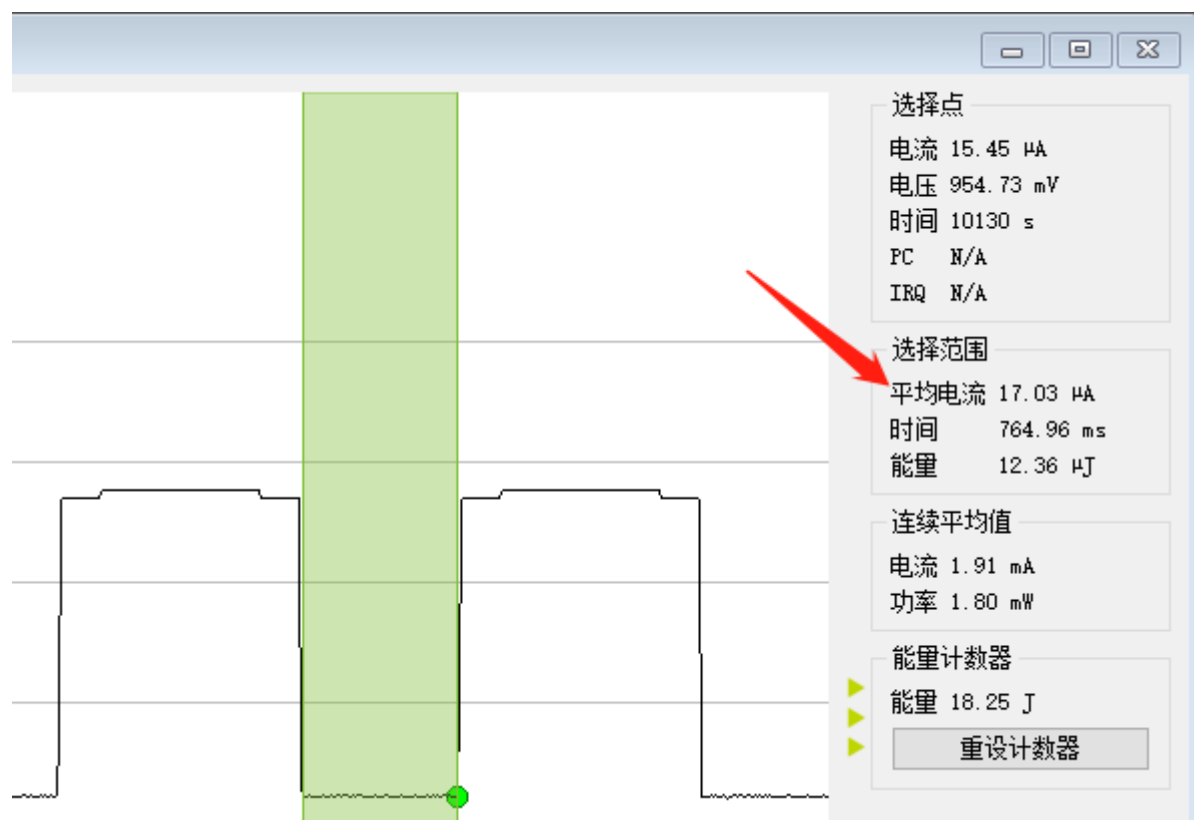 选择点
电流 15.45 μA
电压 954.73 mV
时间 10130 s
PC N/A
IRQ N/A
选择范围
平均电流 17.03 μA
时间 764.96 ms
能量 12.36 μJ
连续平均值
电流 1.91 mA
功率 1.80 mW
能量计数器
能量 18.25 J
重设计数器